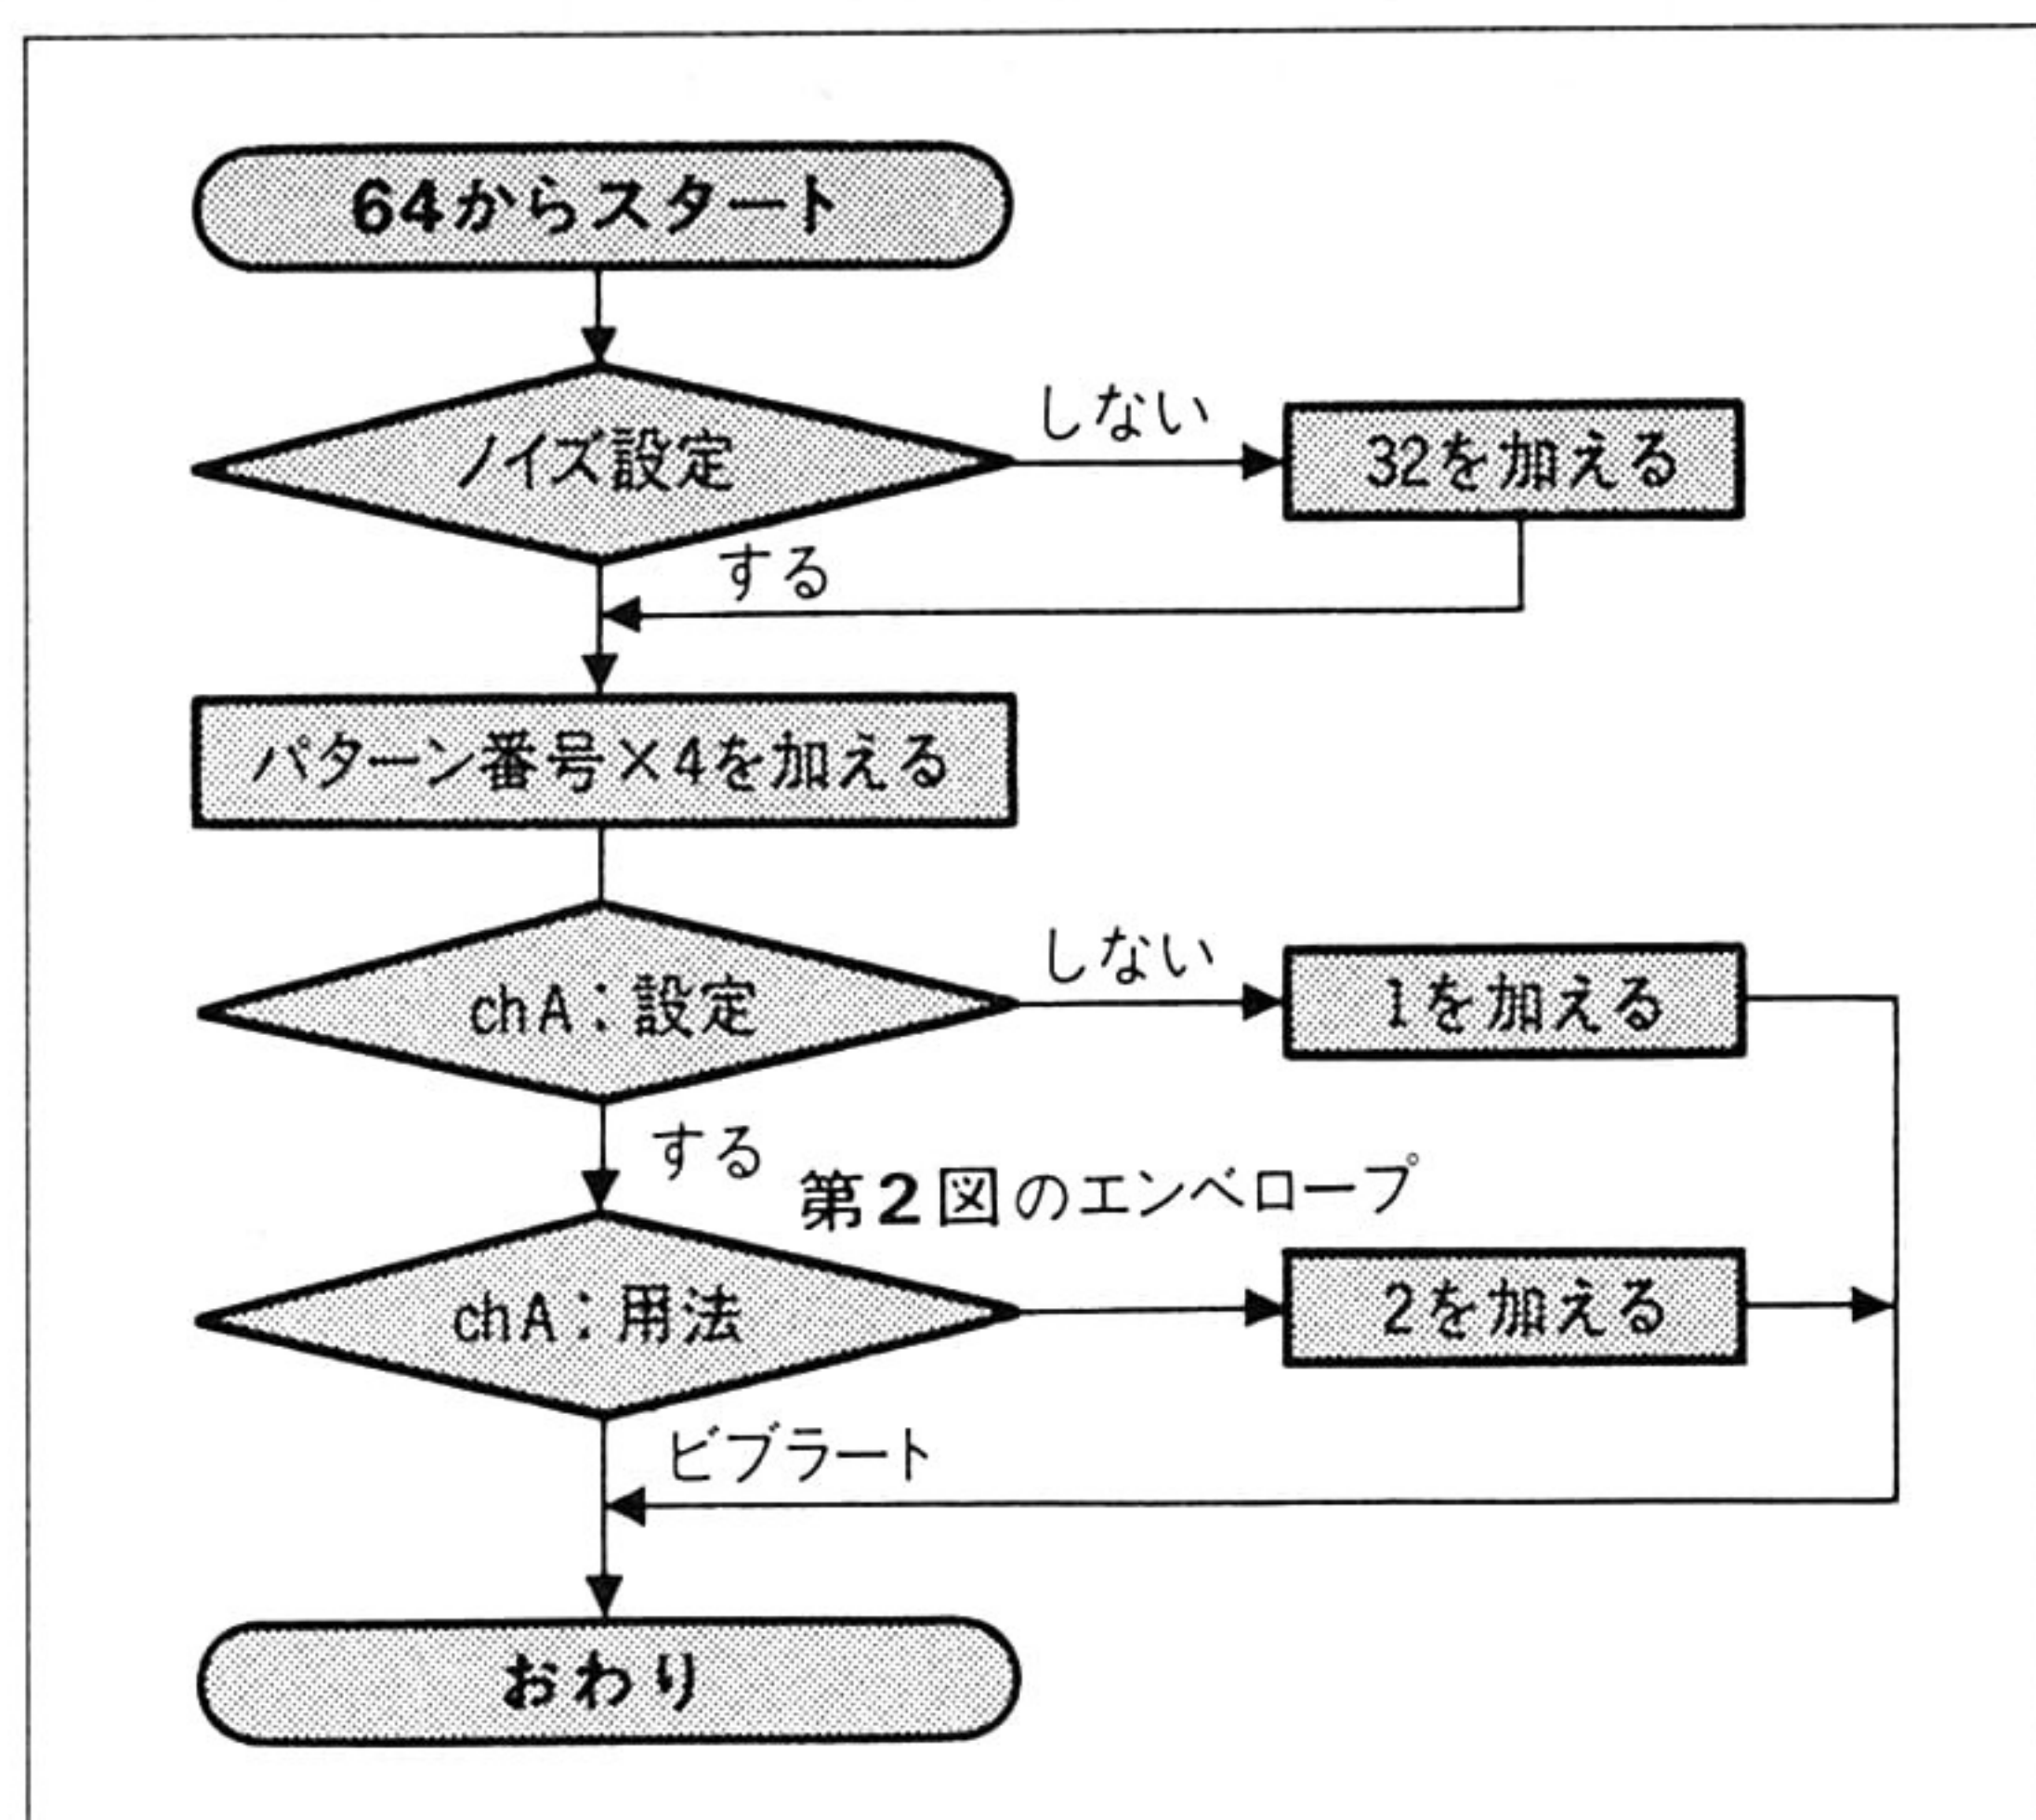 64からスタート
ノイズ設定
しない
32を加える
する
パターン番号×4を加える
chA：設定
しない
1を加える
する
第2図のエンベロープ
chA：用法
2を加える
ビブラート
おわり